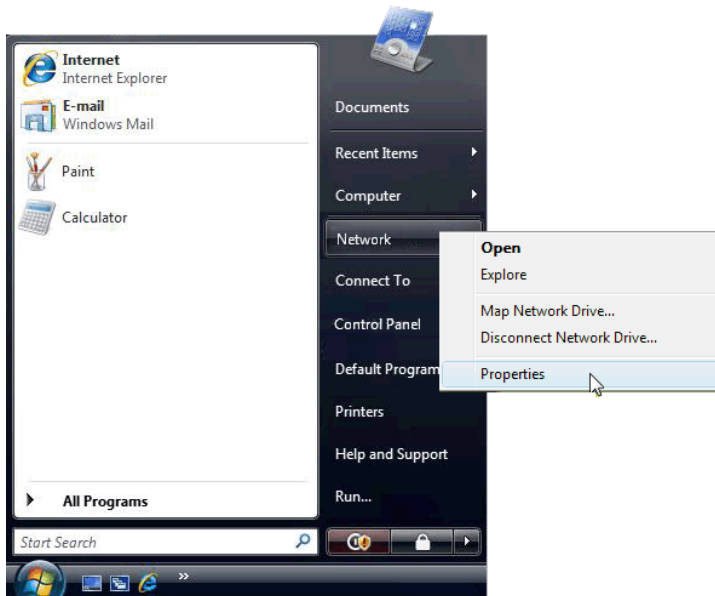 Internet
Internet Explorer
E-mail
Windows Mail
Paint
Calculator
All Programs
Start Search
Documents
Recent Items
Computer
Network
Connect To
Control Panel
Default Program
Printers
Help and Support
Run...
Open
Explore
Map Network Drive...
Disconnect Network Drive...
Properties
»